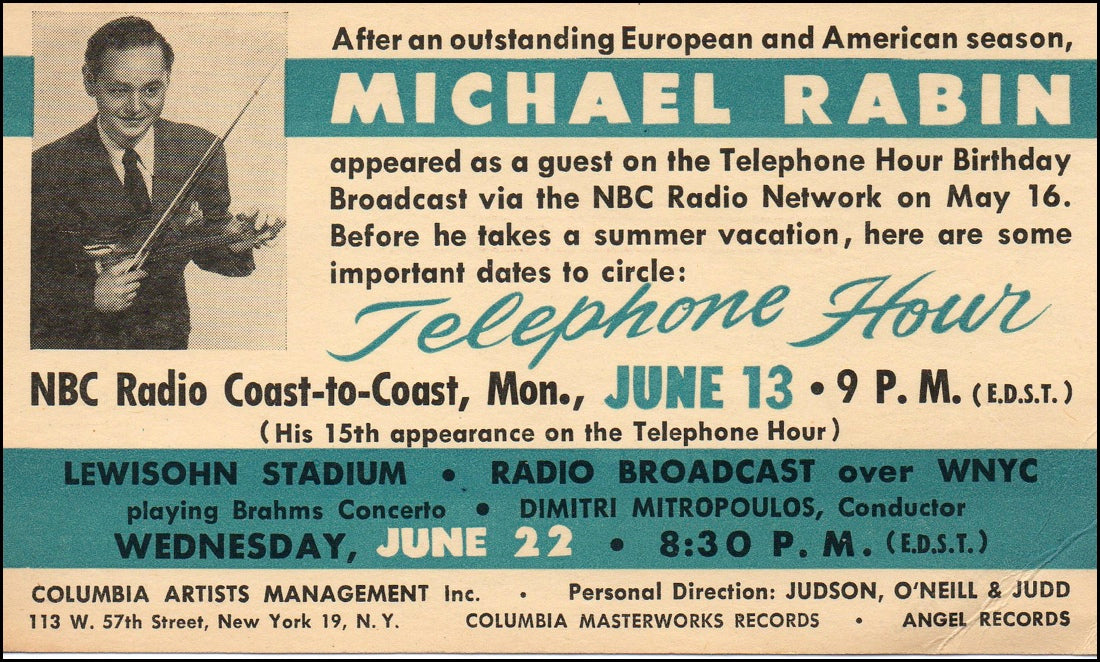 After an outstanding European and American season,
MICHAEL RABIN
appeared as a guest on the Telephone Hour Birthday
Broadcast via the NBC Radio Network on May 16.
Before he takes a summer vacation, here are some
important dates to circle:
Telephone Hour
NBC Radio Coast-to-Coast, Mon., JUNE 13 • 9 P. M. (E.D.S.T.)
(His 15th appearance on the Telephone Hour)
LEWISOHN STADIUM • RADIO BROADCAST over WNYC
playing Brahms Concerto • DIMITRI MITROPOULOS, Conductor
WEDNESDAY, JUNE 22 • 8:30 P. M. (E.D.S.T.)
COLUMBIA ARTISTS MANAGEMENT Inc. • Personal Direction: JUDSON, O'NEILL & JUDD
113 W. 57th Street, New York 19, N. Y. COLUMBIA MASTERWORKS RECORDS • ANGEL RECORDS